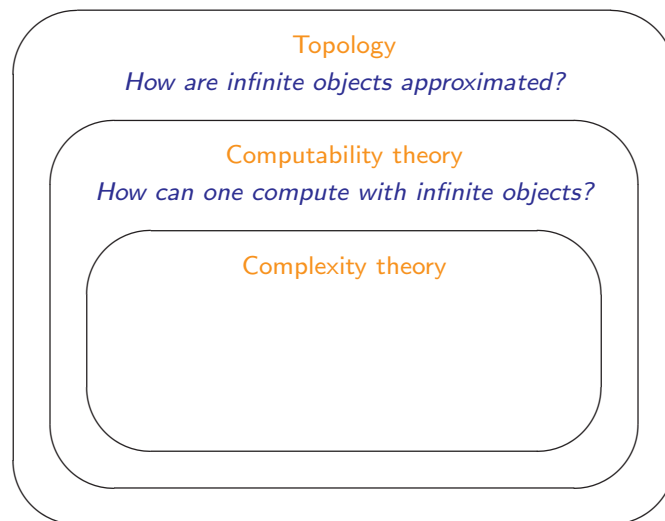 Topology
How are infinite objects approximated?
Computability theory
How can one compute with infinite objects?
Complexity theory